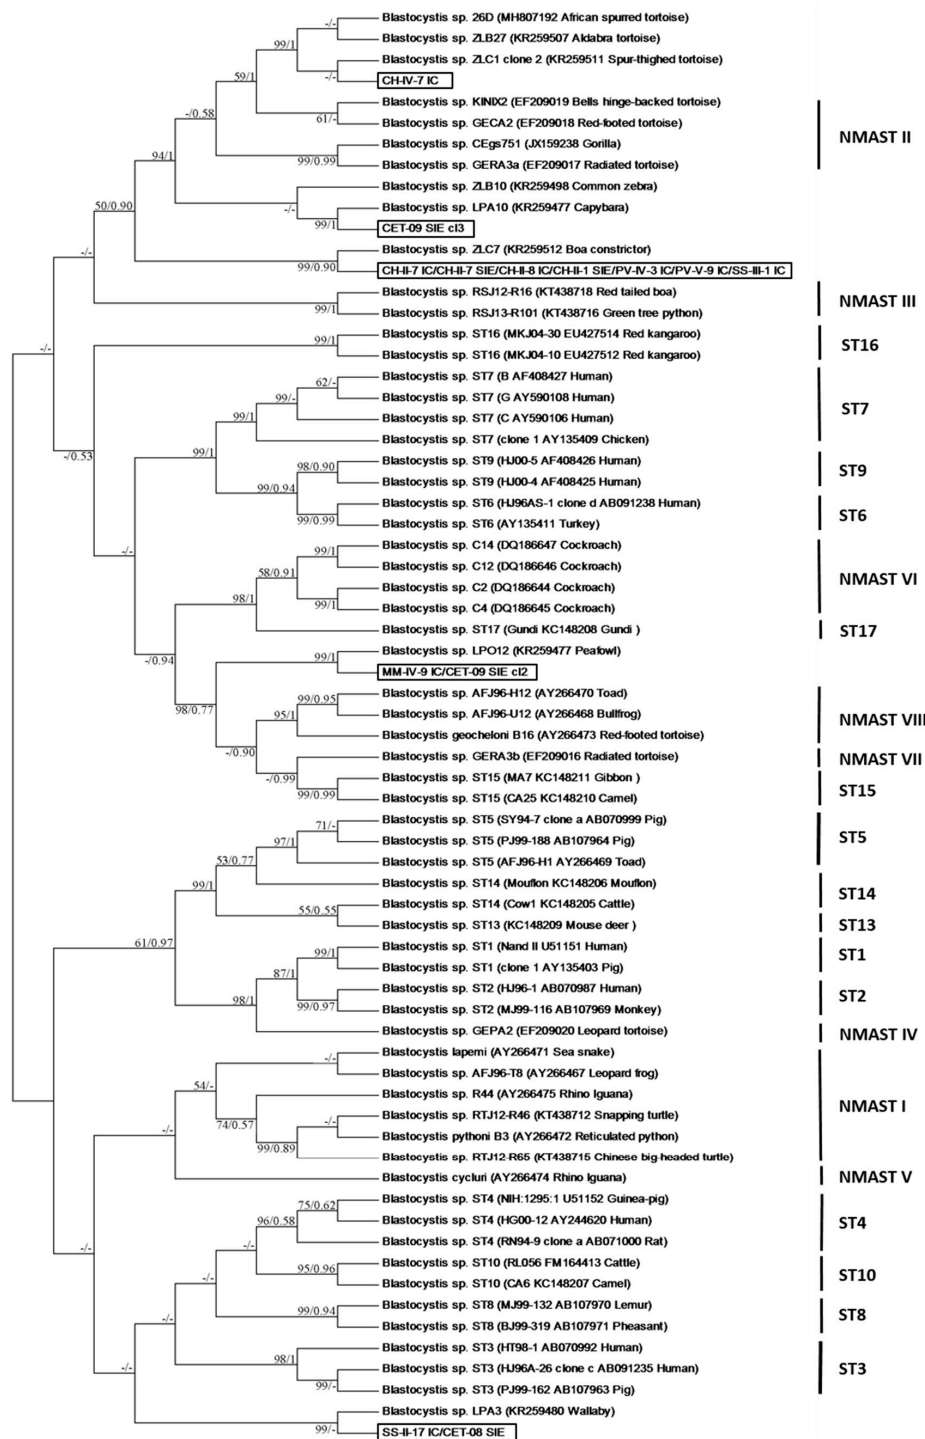 Blastocystis sp. 26D (MH807192 African spurred tortoise)
-/-
Blastocystis sp. ZLB27 (KR259507 Aldabra tortoise)
99/1
Blastocystis sp. ZLC1 clone 2 (KR259511 Spur-thighed tortoise)
-/-
CH-IV-7 IC
59/1
Blastocystis sp. KINIX2 (EF209019 Bells hinge-backed tortoise)
-/0.58
61/-
Blastocystis sp. GECA2 (EF209018 Red-footed tortoise)
NMAST II
Blastocystis sp. CEgs751 (JX159238 Gorilla)
94/1
99/0.99
Blastocystis sp. GERA3a (EF209017 Radiated tortoise)
Blastocystis sp. ZLB10 (KR259498 Common zebra)
50/0.90
-/-
Blastocystis sp. LPA10 (KR259477 Capybara)
99/1
CET-09 SIE cl3
-/-
Blastocystis sp. ZLC7 (KR259512 Boa constrictor)
99/0.90
CH-II-7 IC/CH-II-7 SIE/CH-II-8 IC/CH-II-1 SIE/PV-IV-3 IC/PV-V-9 IC/SS-III-1 IC
Blastocystis sp. RSJ12-R16 (KT438718 Red tailed boa)
NMAST III
99/1
Blastocystis sp. RSJ13-R101 (KT438716 Green tree python)
-/-
Blastocystis sp. ST16 (MKJ04-30 EU427514 Red kangaroo)
99/1
ST16
Blastocystis sp. ST16 (MKJ04-10 EU427512 Red kangaroo)
Blastocystis sp. ST7 (B AF408427 Human)
62/-
Blastocystis sp. ST7 (G AY590108 Human)
99/-
ST7
99/1
Blastocystis sp. ST7 (C AY590106 Human)
Blastocystis sp. ST7 (clone 1 AY135409 Chicken)
-/0.53
99/1
Blastocystis sp. ST9 (HJ00-5 AF408426 Human)
98/0.90
ST9
Blastocystis sp. ST9 (HJ00-4 AF408425 Human)
99/0.94
Blastocystis sp. ST6 (HJ96AS-1 clone d AB091238 Human)
ST6
99/0.99
Blastocystis sp. ST6 (AY135411 Turkey)
-/-
Blastocystis sp. C14 (DQ186647 Cockroach)
99/1
Blastocystis sp. C12 (DQ186646 Cockroach)
58/0.91
NMAST VI
Blastocystis sp. C2 (DQ186644 Cockroach)
98/1
99/1
Blastocystis sp. C4 (DQ186645 Cockroach)
Blastocystis sp. ST17 (Gundi KC148208 Gundi )
ST17
-/0.94
Blastocystis sp. LPO12 (KR259477 Peafowl)
99/1
MM-IV-9 IC/CET-09 SIE cl2
Blastocystis sp. AFJ96-H12 (AY266470 Toad)
99/0.95
98/0.77
Blastocystis sp. AFJ96-U12 (AY266468 Bullfrog)
95/1
NMAST VIII
Blastocystis geocheloni B16 (AY266473 Red-footed tortoise)
-/0.90
Blastocystis sp. GERA3b (EF209016 Radiated tortoise)
NMAST VII
-/0.99
Blastocystis sp. ST15 (MA7 KC148211 Gibbon )
ST15
99/0.99
Blastocystis sp. ST15 (CA25 KC148210 Camel)
Blastocystis sp. ST5 (SY94-7 clone a AB070999 Pig)
71/-
ST5
Blastocystis sp. ST5 (PJ99-188 AB107964 Pig)
97/1
53/0.77
Blastocystis sp. ST5 (AFJ96-H1 AY266469 Toad)
99/1
Blastocystis sp. ST14 (Mouflon KC148206 Mouflon)
ST14
Blastocystis sp. ST14 (Cow1 KC148205 Cattle)
55/0.55
Blastocystis sp. ST13 (KC148209 Mouse deer )
ST13
61/0.97
Blastocystis sp. ST1 (Nand II U51151 Human)
99/1
ST1
Blastocystis sp. ST1 (clone 1 AY135403 Pig)
87/1
Blastocystis sp. ST2 (HJ96-1 AB070987 Human)
ST2
98/1
99/0.97
Blastocystis sp. ST2 (MJ99-116 AB107969 Monkey)
Blastocystis sp. GEPA2 (EF209020 Leopard tortoise)
NMAST IV
Blastocystis lapemi (AY266471 Sea snake)
-/-
Blastocystis sp. AFJ96-T8 (AY266467 Leopard frog)
54/-
Blastocystis sp. R44 (AY266475 Rhino Iguana)
NMAST I
74/0.57
Blastocystis sp. RTJ12-R46 (KT438712 Snapping turtle)
-/-
Blastocystis pythoni B3 (AY266472 Reticulated python)
99/0.89
Blastocystis sp. RTJ12-R65 (KT438715 Chinese big-headed turtle)
Blastocystis cycluri (AY266474 Rhino Iguana)
NMAST V
Blastocystis sp. ST4 (NIH:1295:1 U51152 Guinea-pig)
75/0.62
Blastocystis sp. ST4 (HG00-12 AY244620 Human)
ST4
96/0.58
-/-
Blastocystis sp. ST4 (RN94-9 clone a AB071000 Rat)
-/-
Blastocystis sp. ST10 (RL056 FM164413 Cattle)
95/0.96
ST10
-/-
Blastocystis sp. ST10 (CA6 KC148207 Camel)
Blastocystis sp. ST8 (MJ99-132 AB107970 Lemur)
99/0.94
ST8
Blastocystis sp. ST8 (BJ99-319 AB107971 Pheasant)
Blastocystis sp. ST3 (HT98-1 AB070992 Human)
-/-
98/1
Blastocystis sp. ST3 (HJ96A-26 clone c AB091235 Human)
ST3
99/-
Blastocystis sp. ST3 (PJ99-162 AB107963 Pig)
-/-
Blastocystis sp. LPA3 (KR259480 Wallaby)
99/-
SS-II-17 IC/CET-08 SIE